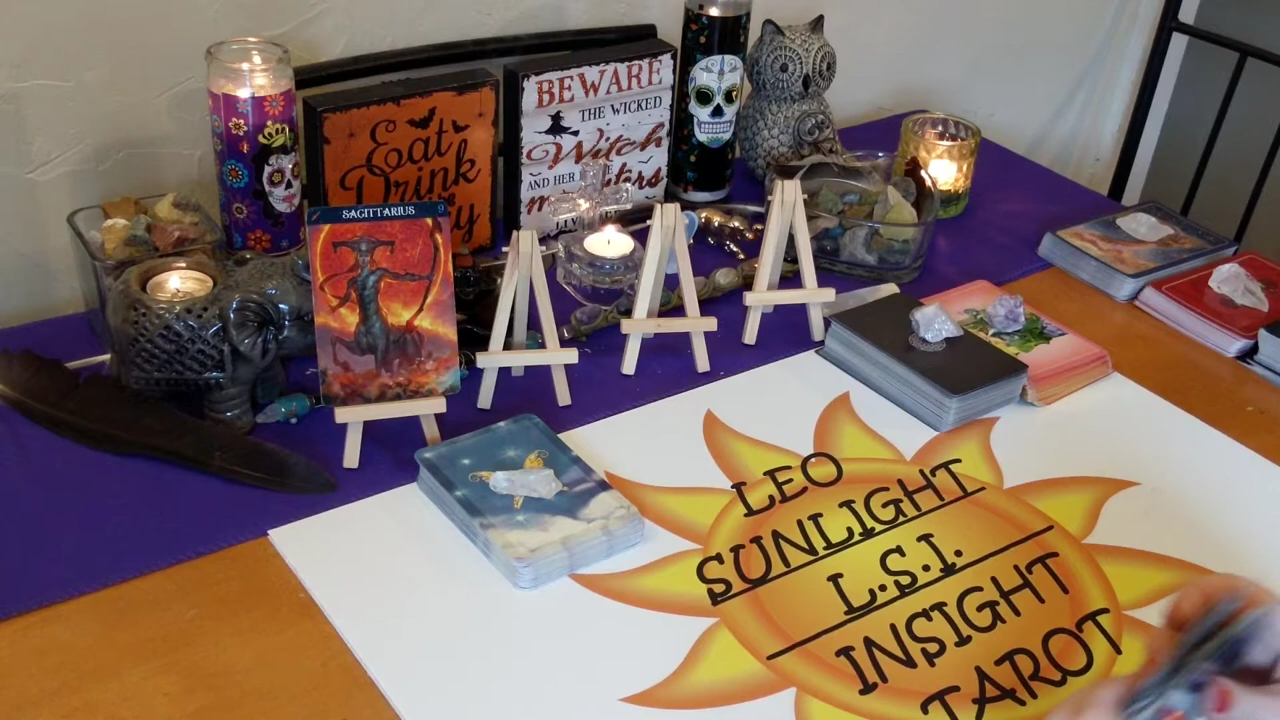 Eat
Drink
BEWARE
THE WICKED
Witch
AND HER
SAGITTARIUS 9
LEO
SUNLIGHT
L.S.I.
INSIGHT
TAROT